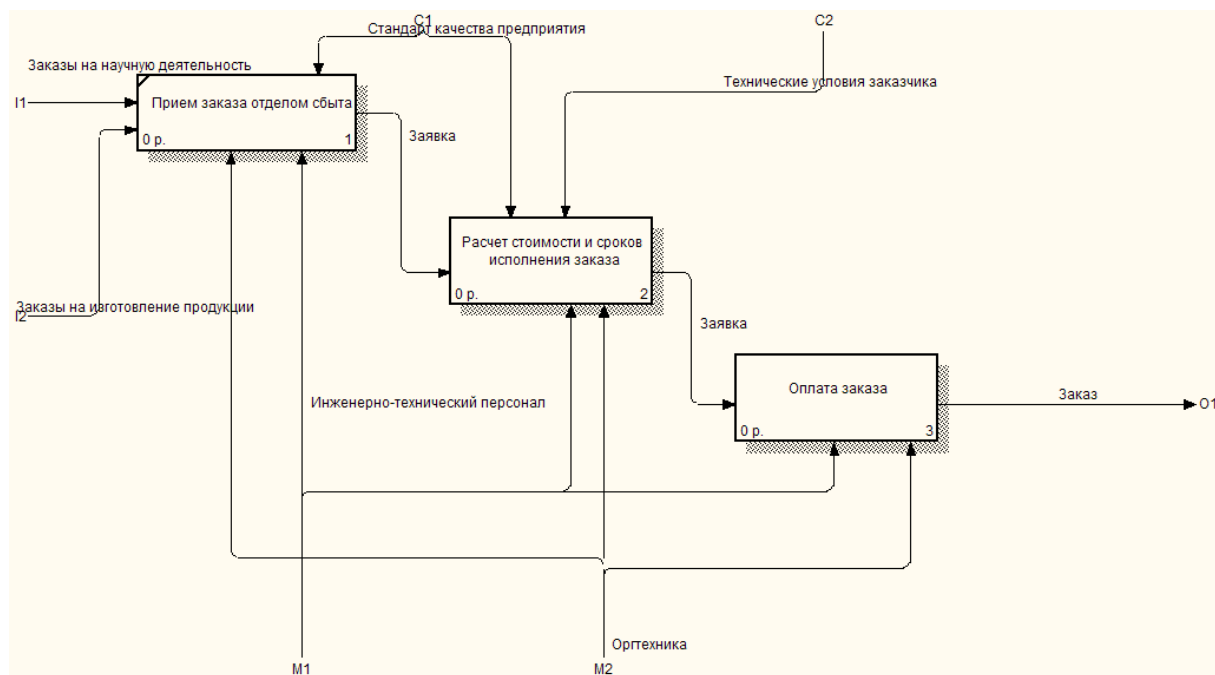 C1
C2
Стандарт качества предприятия
Заказы на научную деятельность
Технические условия заказчика
I1
Прием заказа отделом сбыта
0 р.
1
Заявка
Расчет стоимости и сроков
исполнения заказа
0 р.
2
Заказы на изготовление продукции
I2
Заявка
Оплата заказа
0 р.
3
Заказ
O1
Инженерно-технический персонал
Оргтехника
M1
M2